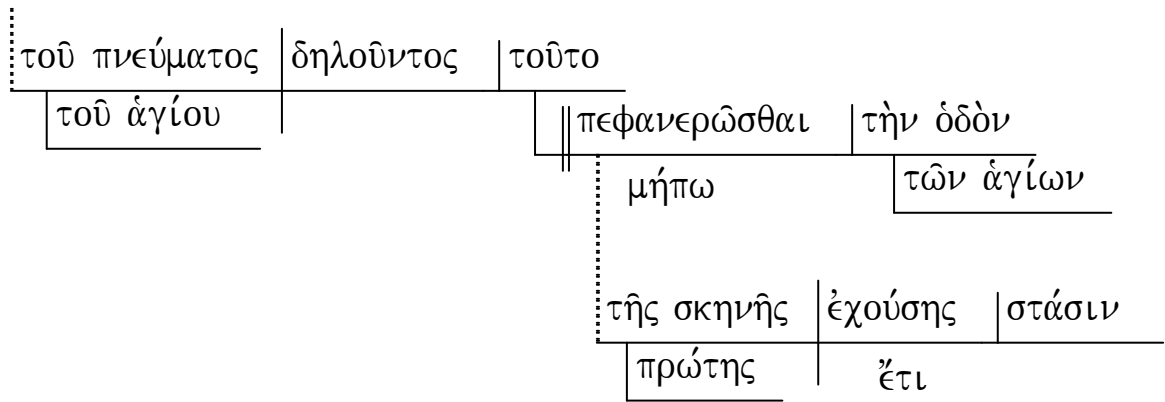 τοῦ πνεύματος δηλοῦντος τοῦτο
τοῦ ἁγίου πεφανερῶσθαι τὴν ὁδὸν
μήπω τῶν ἁγίων
τῆς σκηνῆς ἐχούσης στάσιν
πρώτης ἔτι